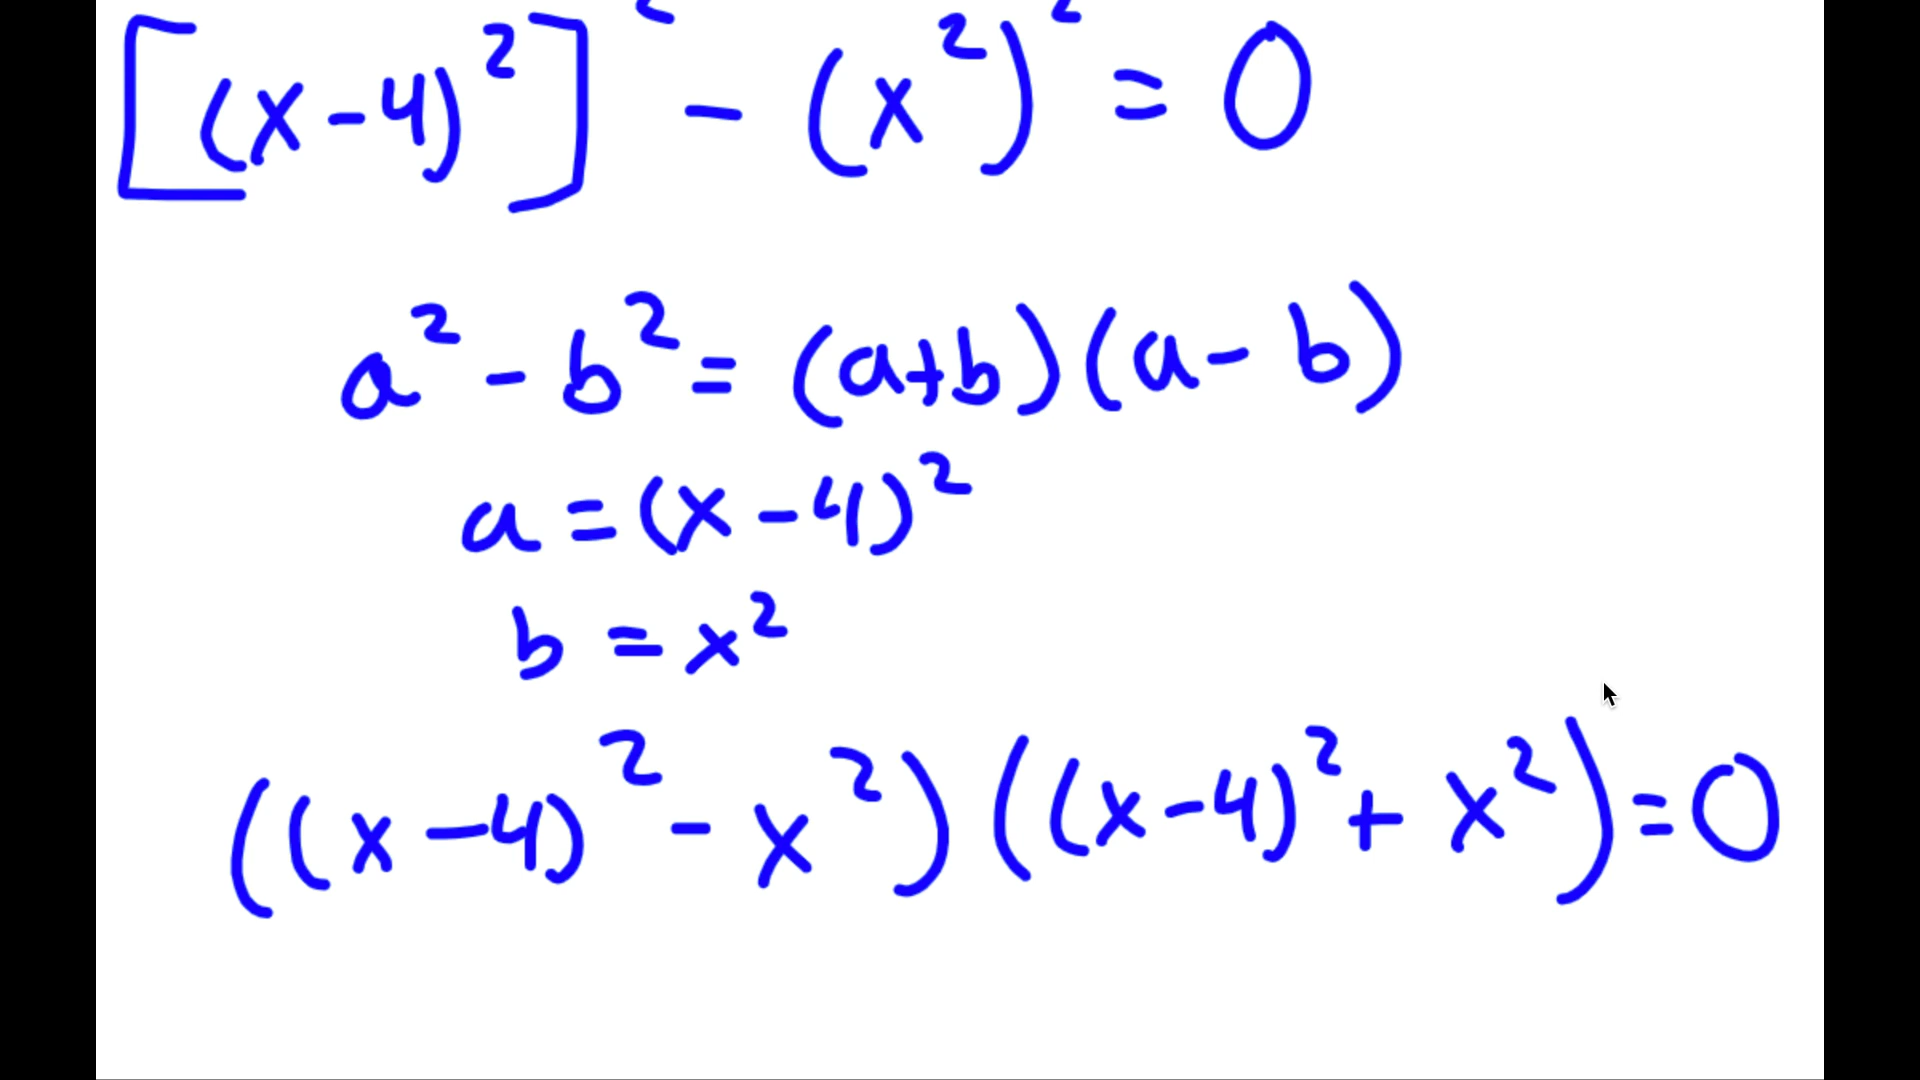 [(x-4)²]² - (x²)² = 0
a² - b² = (a+b)(a-b)
a = (x-4)²
b = x²
((x-4)² - x²)((x-4)² + x²) = 0